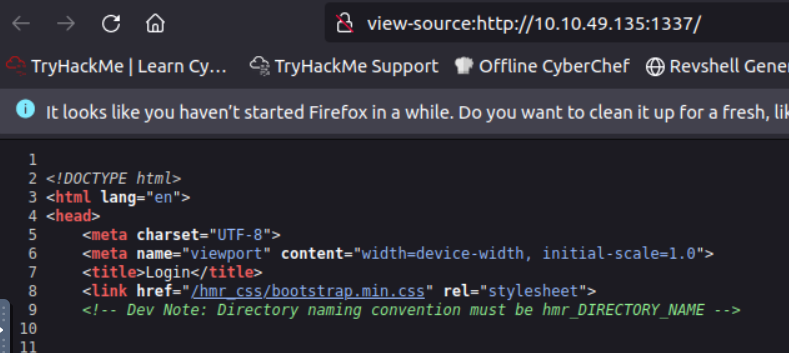 view-source:http://10.10.49.135:1337/
TryHackMe | Learn Cy... TryHackMe Support Offline CyberChef Revshell Gene
It looks like you haven't started Firefox in a while. Do you want to clean it up for a fresh, lik
1
2 <!DOCTYPE html>
3 <html lang="en">
4 <head>
5 <meta charset="UTF-8">
6 <meta name="viewport" content="width=device-width, initial-scale=1.0">
7 <title>Login</title>
8 <link href="/hmr_css/bootstrap.min.css" rel="stylesheet">
9 <!-- Dev Note: Directory naming convention must be hmr_DIRECTORY_NAME -->
10
11